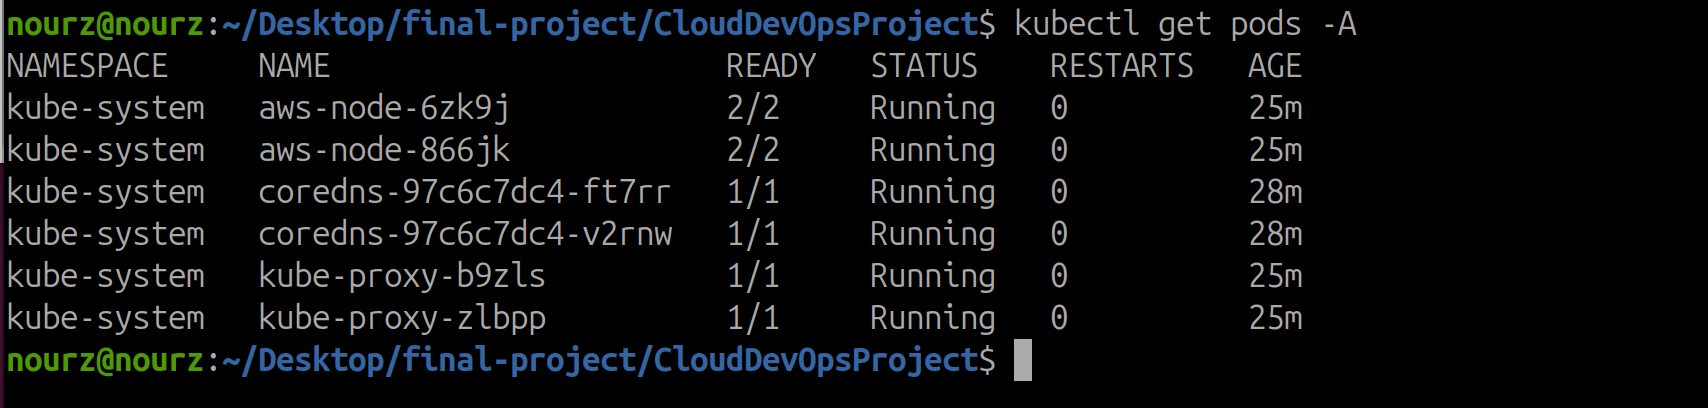 nourz@nourz:~/Desktop/final-project/CloudDevOpsProject$ kubectl get pods -A
NAMESPACE     NAME                      READY   STATUS    RESTARTS   AGE
kube-system   aws-node-6zk9j            2/2     Running   0          25m
kube-system   aws-node-866jk            2/2     Running   0          25m
kube-system   coredns-97c6c7dc4-ft7rr   1/1     Running   0          28m
kube-system   coredns-97c6c7dc4-v2rnw   1/1     Running   0          28m
kube-system   kube-proxy-b9zls          1/1     Running   0          25m
kube-system   kube-proxy-zlbpp          1/1     Running   0          25m
nourz@nourz:~/Desktop/final-project/CloudDevOpsProject$